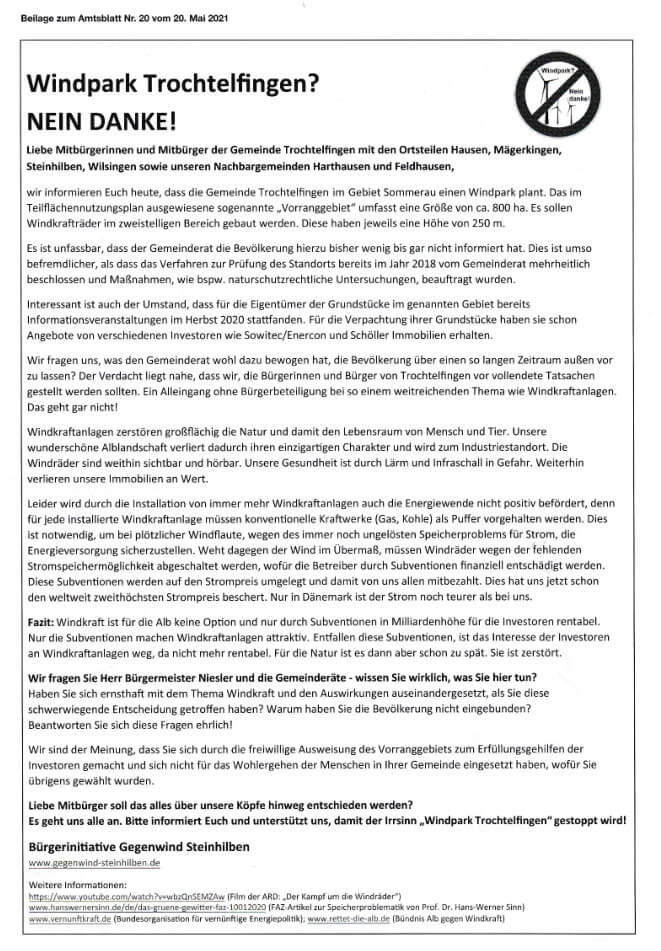 Beilage zum Amtsblatt Nr. 20 vom 20. Mai 2021
Windpark?
Nein
danke!
Windpark Trochtelfingen?
NEIN DANKE!
Liebe Mitbürgerinnen und Mitbürger der Gemeinde Trochtelfingen mit den Ortsteilen Hausen, Mägerkingen,
Steinhilben, Wilsingen sowie unseren Nachbargemeinden Harthausen und Feldhausen,
wir informieren Euch heute, dass die Gemeinde Trochtelfingen im Gebiet Sommerau einen Windpark plant. Das im
Teilflächennutzungsplan ausgewiesene sogenannte „Vorranggebiet“ umfasst eine Größe von ca. 800 ha. Es sollen
Windkrafträder im zweistelligen Bereich gebaut werden. Diese haben jeweils eine Höhe von 250 m.
Es ist unfassbar, dass der Gemeinderat die Bevölkerung hierzu bisher wenig bis gar nicht informiert hat. Dies ist umso
befremdlicher, als dass das Verfahren zur Prüfung des Standorts bereits im Jahr 2018 vom Gemeinderat mehrheitlich
beschlossen und Maßnahmen, wie bspw. naturschutzrechtliche Untersuchungen, beauftragt wurden.
Interessant ist auch der Umstand, dass für die Eigentümer der Grundstücke im genannten Gebiet bereits
Informationsveranstaltungen im Herbst 2020 stattfanden. Für die Verpachtung ihrer Grundstücke haben sie schon
Angebote von verschiedenen Investoren wie Sowitec/Enercon und Schöller Immobilien erhalten.
Wir fragen uns, was den Gemeinderat wohl dazu bewogen hat, die Bevölkerung über einen so langen Zeitraum außen vor
zu lassen? Der Verdacht liegt nahe, dass wir, die Bürgerinnen und Bürger von Trochtelfingen vor vollendete Tatsachen
gestellt werden sollten. Ein Alleingang ohne Bürgerbeteiligung bei so einem weitreichenden Thema wie Windkraftanlagen.
Das geht gar nicht!
Windkraftanlagen zerstören großflächig die Natur und damit den Lebensraum von Mensch und Tier. Unsere
wunderschöne Alblandschaft verliert dadurch ihren einzigartigen Charakter und wird zum Industriestandort. Die
Windräder sind weithin sichtbar und hörbar. Unsere Gesundheit ist durch Lärm und Infraschall in Gefahr. Weiterhin
verlieren unsere Immobilien an Wert.
Leider wird durch die Installation von immer mehr Windkraftanlagen auch die Energiewende nicht positiv befördert, denn
für jede installierte Windkraftanlage müssen konventionelle Kraftwerke (Gas, Kohle) als Puffer vorgehalten werden. Dies
ist notwendig, um bei plötzlicher Windflaute, wegen des immer noch ungelösten Speicherproblems für Strom, die
Energieversorgung sicherzustellen. Weht dagegen der Wind im Übermaß, müssen Windräder wegen der fehlenden
Stromspeichermöglichkeit abgeschaltet werden, wofür die Betreiber durch Subventionen finanziell entschädigt werden.
Diese Subventionen werden auf den Strompreis umgelegt und damit von uns allen mitbezahlt. Dies hat uns jetzt schon
den weltweit zweithöchsten Strompreis beschert. Nur in Dänemark ist der Strom noch teurer als bei uns.
Fazit: Windkraft ist für die Alb keine Option und nur durch Subventionen in Milliardenhöhe für die Investoren rentabel.
Nur die Subventionen machen Windkraftanlagen attraktiv. Entfallen diese Subventionen, ist das Interesse der Investoren
an Windkraftanlagen weg, da nicht mehr rentabel. Für die Natur ist es dann aber schon zu spät. Sie ist zerstört.
Wir fragen Sie Herr Bürgermeister Niesler und die Gemeinderäte - wissen Sie wirklich, was Sie hier tun?
Haben Sie sich ernsthaft mit dem Thema Windkraft und den Auswirkungen auseinandergesetzt, als Sie diese
schwerwiegende Entscheidung getroffen haben? Warum haben Sie die Bevölkerung nicht eingebunden?
Beantworten Sie sich diese Fragen ehrlich!
Wir sind der Meinung, dass Sie sich durch die freiwillige Ausweisung des Vorranggebiets zum Erfüllungsgehilfen der
Investoren gemacht und sich nicht für das Wohlergehen der Menschen in Ihrer Gemeinde eingesetzt haben, wofür Sie
übrigens gewählt wurden.
Liebe Mitbürger soll das alles über unsere Köpfe hinweg entschieden werden?
Es geht uns alle an. Bitte informiert Euch und unterstützt uns, damit der Irrsinn „Windpark Trochtelfingen“ gestoppt wird!
Bürgerinitiative Gegenwind Steinhilben
www.gegenwind-steinhilben.de
Weitere Informationen:
https://www.youtube.com/watch?v=wbzQnSEMZAw (Film der ARD: „Der Kampf um die Windräder“)
www.hanswernersinn.de/de/das-gruene-gewitter-faz-10012020 (FAZ-Artikel zur Speicherproblematik von Prof. Dr. Hans-Werner Sinn)
www.vernunftkraft.de (Bundesorganisation für vernünftige Energiepolitik); www.rettet-die-alb.de (Bündnis Alb gegen Windkraft)